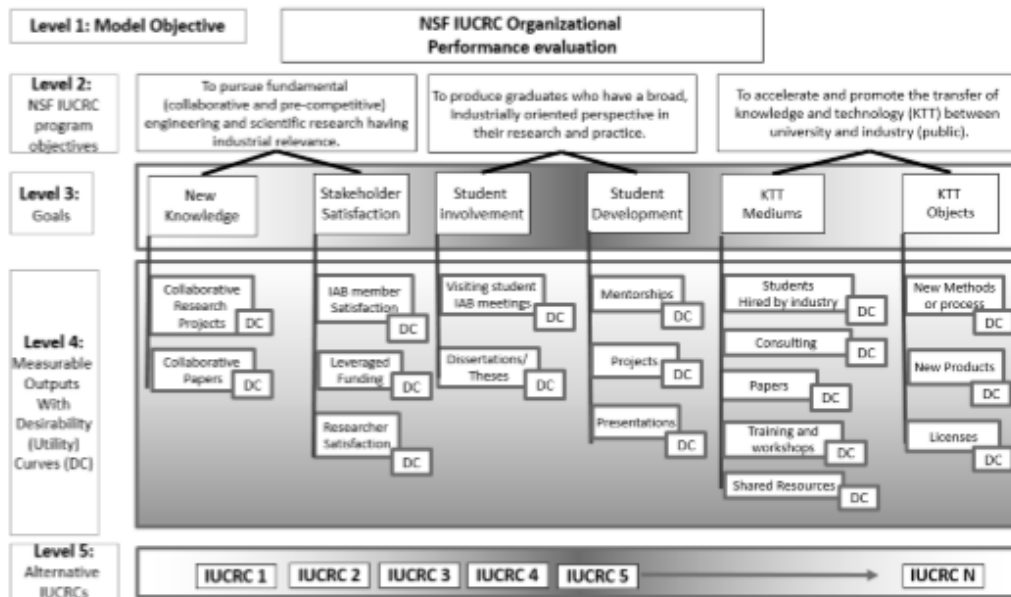 Level 1: Model Objective
NSF IUCRC Organizational
Performance evaluation
Level 2:
NSF IUCRC
program
objectives
To pursue fundamental
(collaborative and pre-competitive)
engineering and scientific research having
industrial relevance.
To produce graduates who have a broad,
Industrially oriented perspective in
their research and practice.
To accelerate and promote the transfer of
knowledge and technology (KTT) between
university and industry (public).
Level 3:
Goals
New
Knowledge
Stakeholder
Satisfaction
Student
involvement
Student
Development
KTT
Mediums
KTT
Objects
Level 4:
Measurable
Outputs
With
Desirability
(Utility)
Curves (DC)
Collaborative
Research
Projects
DC
Collaborative
Papers
DC
IAB member
Satisfaction
DC
Leveraged
Funding
DC
Researcher
Satisfaction
DC
Visiting student
IAB meetings
DC
Dissertations/
Theses
DC
Mentorships
DC
Projects
DC
Presentations
DC
Students
Hired by industry
DC
Consulting
DC
Papers
DC
Training and
workshops
DC
Shared Resources
DC
New Methods
or process
DC
New Products
DC
Licenses
DC
Level 5:
Alternative
IUCRCs
IUCRC 1
IUCRC 2
IUCRC 3
IUCRC 4
IUCRC 5
IUCRC N